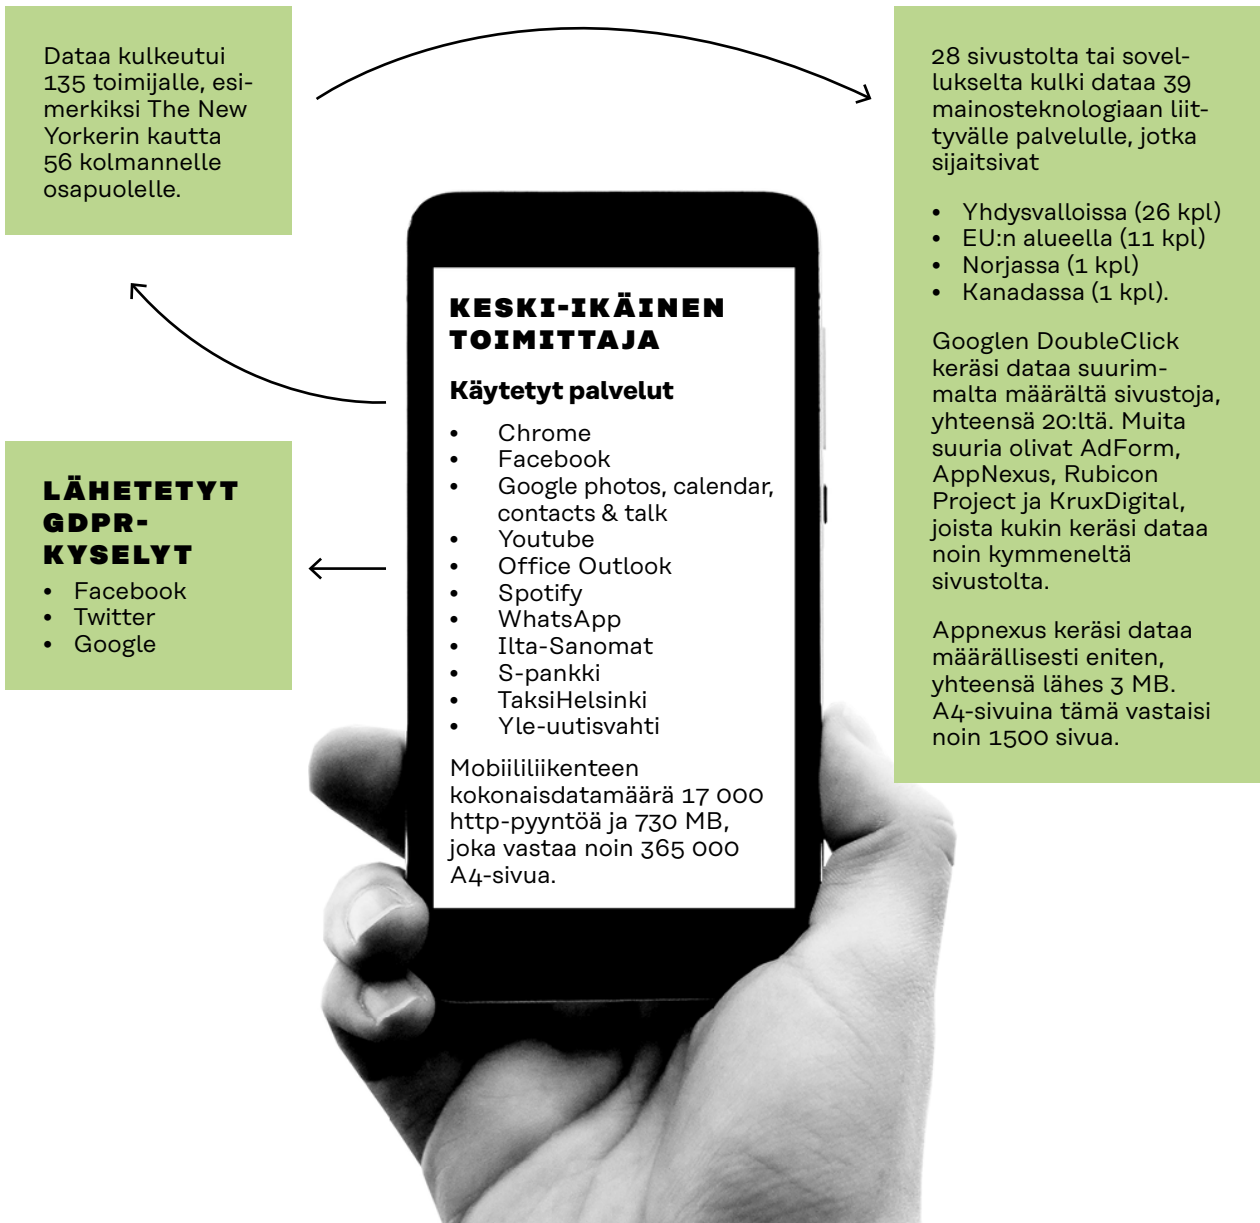 Dataa kulkeutui
135 toimijalle, esi-
merkiksi The New
Yorkerin kautta
56 kolmannelle
osapuolelle.
LÄHETETYT
GDPR-
KYSELYT
• Facebook
• Twitter
• Google
KESKI-IKÄINEN
TOIMITTAJA
Käytetyt palvelut
• Chrome
• Facebook
• Google photos, calendar,
contacts & talk
• Youtube
• Office Outlook
• Spotify
• WhatsApp
• Ilta-Sanomat
• S-pankki
• TaksiHelsinki
• Yle-uutisvahti
Mobiililiikenteen
kokonaisdatamäärä 17 000
http-pyyntöä ja 730 MB,
joka vastaa noin 365 000
A4-sivua.
28 sivustolta tai sovel-
lukselta kulki dataa 39
mainosteknologiaan liit-
tyvälle palvelulle, jotka
sijaitsivat
• Yhdysvalloissa (26 kpl)
• EU:n alueella (11 kpl)
• Norjassa (1 kpl)
• Kanadassa (1 kpl).
Googlen DoubleClick
keräsi dataa suurim-
malta määrältä sivustoja,
yhteensä 20:ltä. Muita
suuria olivat AdForm,
AppNexus, Rubicon
Project ja KruxDigital,
joista kukin keräsi dataa
noin kymmeneltä
sivustolta.
Appnexus keräsi dataa
määrällisesti eniten,
yhteensä lähes 3 MB.
A4-sivuina tämä vastaisi
noin 1500 sivua.